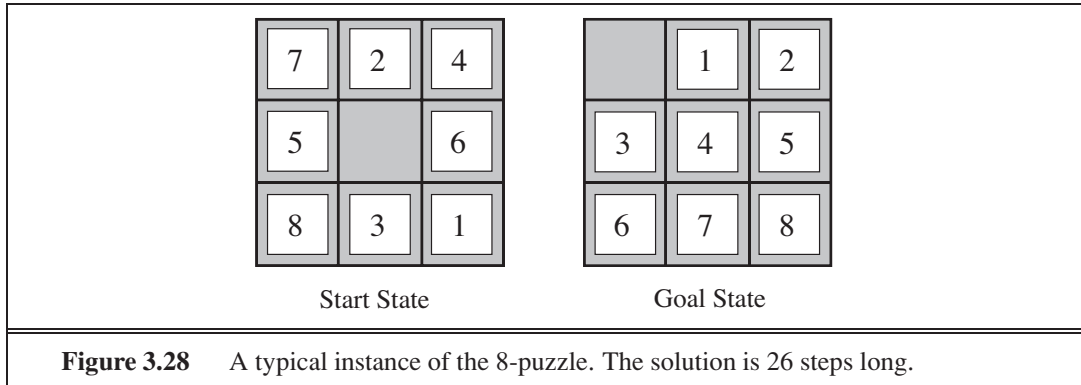 7 2 4 1 2
5 6 3 4 5
8 3 1 6 7 8
Start State Goal State
Figure 3.28 A typical instance of the 8-puzzle. The solution is 26 steps long.